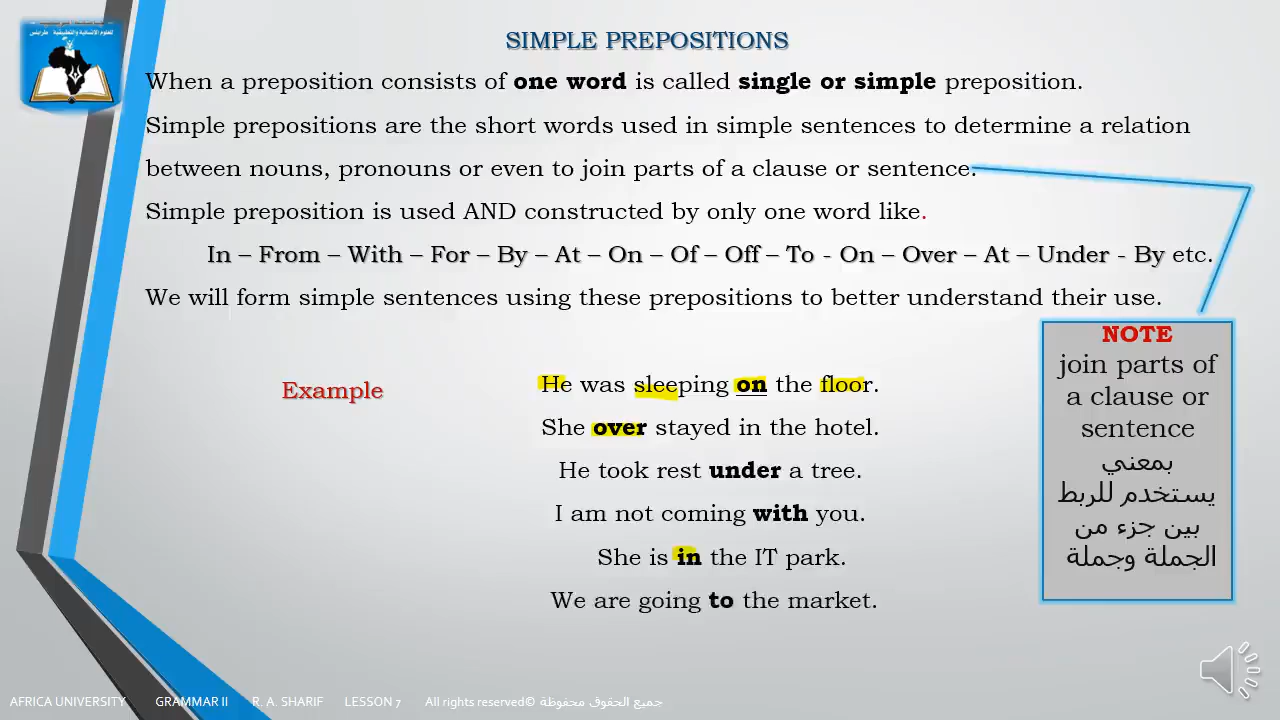 للعلوم الإنسانية والتطبيقية - طرابلس
SIMPLE PREPOSITIONS
When a preposition consists of one word is called single or simple preposition.
Simple prepositions are the short words used in simple sentences to determine a relation
between nouns, pronouns or even to join parts of a clause or sentence.
Simple preposition is used AND constructed by only one word like.
In – From – With – For – By – At – On – Of – Off – To - On – Over – At – Under - By etc.
We will form simple sentences using these prepositions to better understand their use.
Example
He was sleeping on the floor.
She over stayed in the hotel.
He took rest under a tree.
I am not coming with you.
She is in the IT park.
We are going to the market.
NOTE
join parts of
a clause or
sentence
بمعني
يستخدم للربط
بين جزء من
الجملة وجملة
AFRICA UNIVERSITY GRAMMAR II R. A. SHARIF LESSON 7 All rights reserved© جميع الحقوق محفوظة